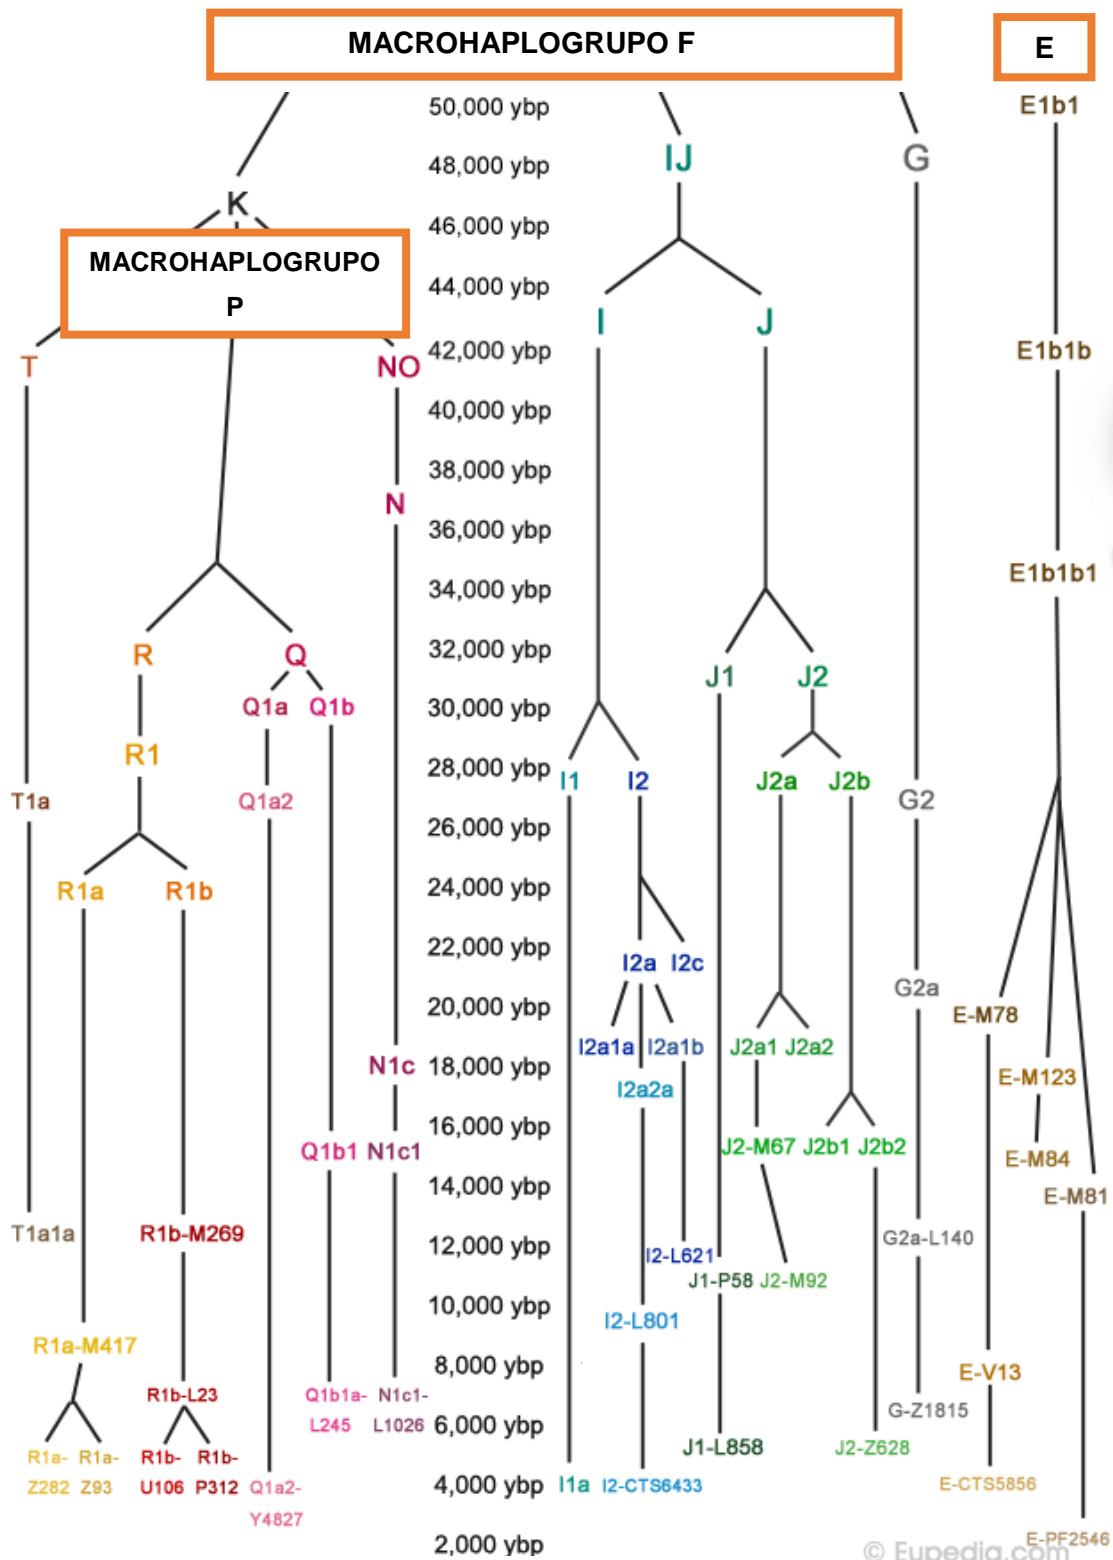 MACROHAPLOGRUPO F
E
50,000 ybp
E1b1
IJ
G
48,000 ybp
K
46,000 ybp
MACROHAPLOGRUPO
P
44,000 ybp
I
J
T
NO
42,000 ybp
E1b1b
40,000 ybp
38,000 ybp
N
36,000 ybp
E1b1b1
34,000 ybp
R
Q
32,000 ybp
J1
J2
Q1a
Q1b
30,000 ybp
R1
28,000 ybp
I1
I2
J2a
J2b
T1a
Q1a2
G2
26,000 ybp
R1a
R1b
24,000 ybp
22,000 ybp
I2a
I2c
G2a
20,000 ybp
E-M78
I2a1a
I2a1b
J2a1
J2a2
N1c
18,000 ybp
E-M123
I2a2a
16,000 ybp
Q1b1
N1c1
J2-M67
J2b1
J2b2
E-M84
14,000 ybp
E-M81
T1a1a
R1b-M269
12,000 ybp
G2a-L140
I2-L621
J1-P58
J2-M92
10,000 ybp
I2-L801
R1a-M417
8,000 ybp
E-V13
R1b-L23
Q1b1a-
L245
N1c1-
L1026
G-Z1815
6,000 ybp
J1-L858
J2-Z628
R1a-
Z282
R1a-
Z93
R1b-
U106
R1b-
P312
Q1a2-
Y4827
4,000 ybp
I1a
I2-CTS6433
E-CTS5856
2,000 ybp
E-PF2546
© Eupedia.com